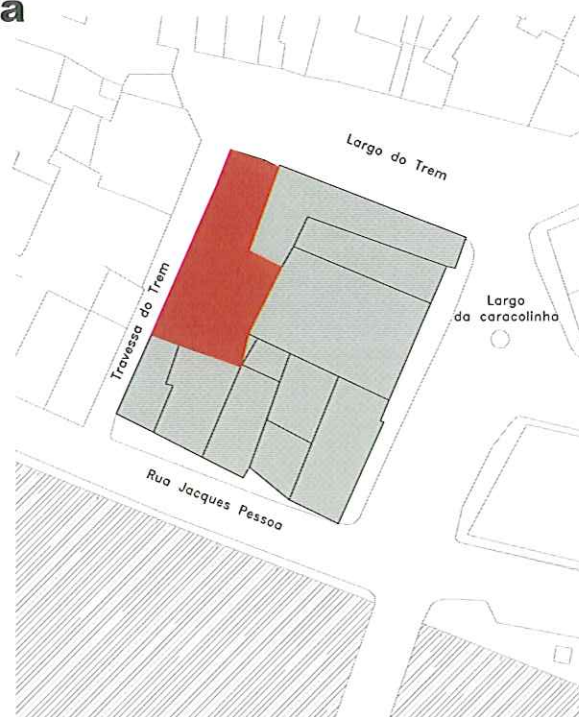 a
Largo do Trem
Travessa do Trem
Largo
da caracolinha
Rua Jacques Pessoa